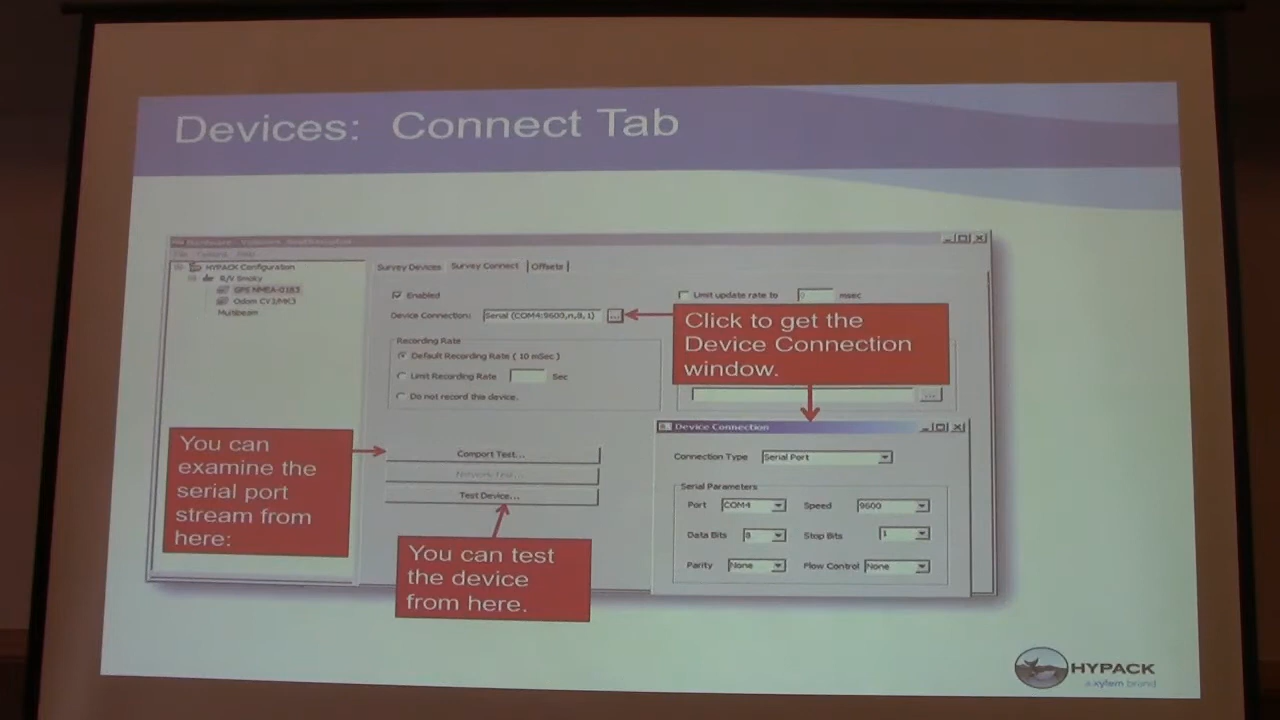 Devices: Connect Tab
HYPACK Configuration
R/V Smoky
GPS NMEA-0183
Odom CV3/MK3
Multibeam
Survey Devices
Survey Connect
Offsets
Enabled
Limit update rate to
msec
Device Connection:
Serial (COM4:9600,n,8,1)
...
Click to get the
Device Connection
window.
Recording Rate
Default Recording Rate ( 10 mSec )
Limit Recording Rate
Sec
Do not record this device.
...
Device Connection
Connection Type
Serial Port
Serial Parameters
Port
COM4
Speed
9600
Data Bits
8
Stop Bits
1
Parity
None
Flow Control
None
You can
examine the
serial port
stream from
here:
Comport Test...
Network Test...
Test Device...
You can test
the device
from here.
HYPACK
a xylem brand